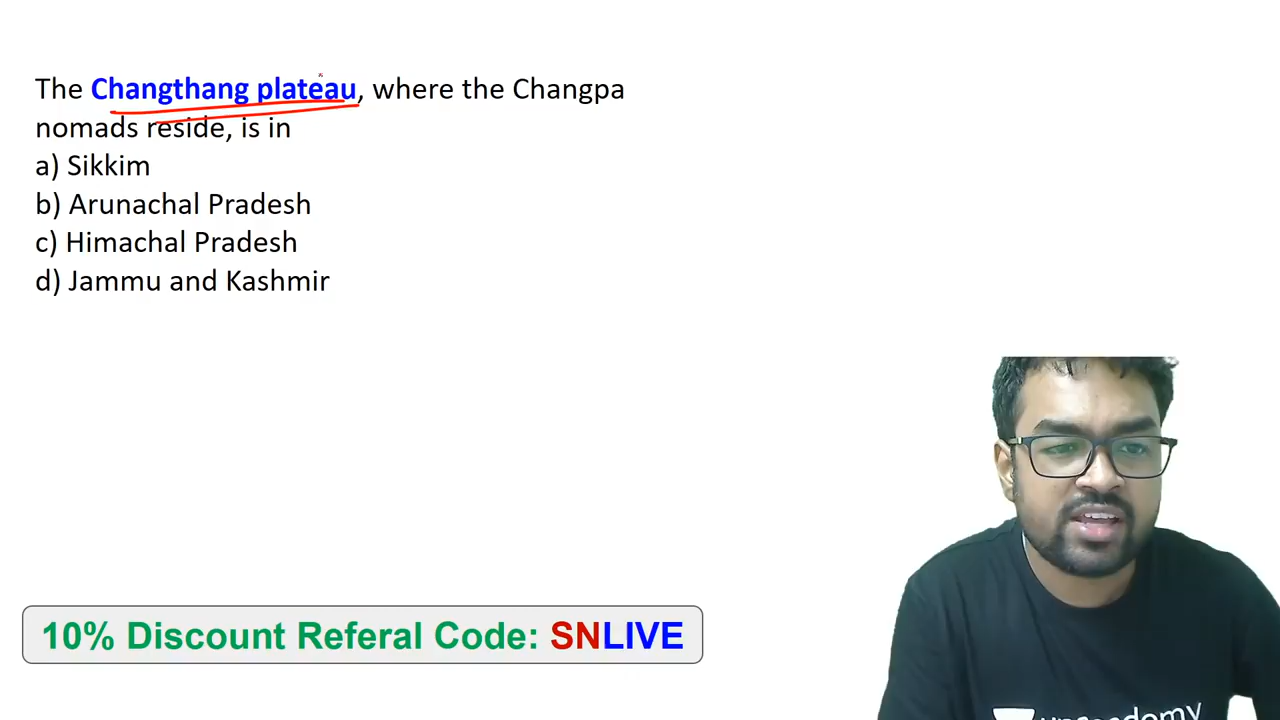 The Changthang plateau, where the Changpa
nomads reside, is in
a) Sikkim
b) Arunachal Pradesh
c) Himachal Pradesh
d) Jammu and Kashmir
10% Discount Referal Code: SNLIVE